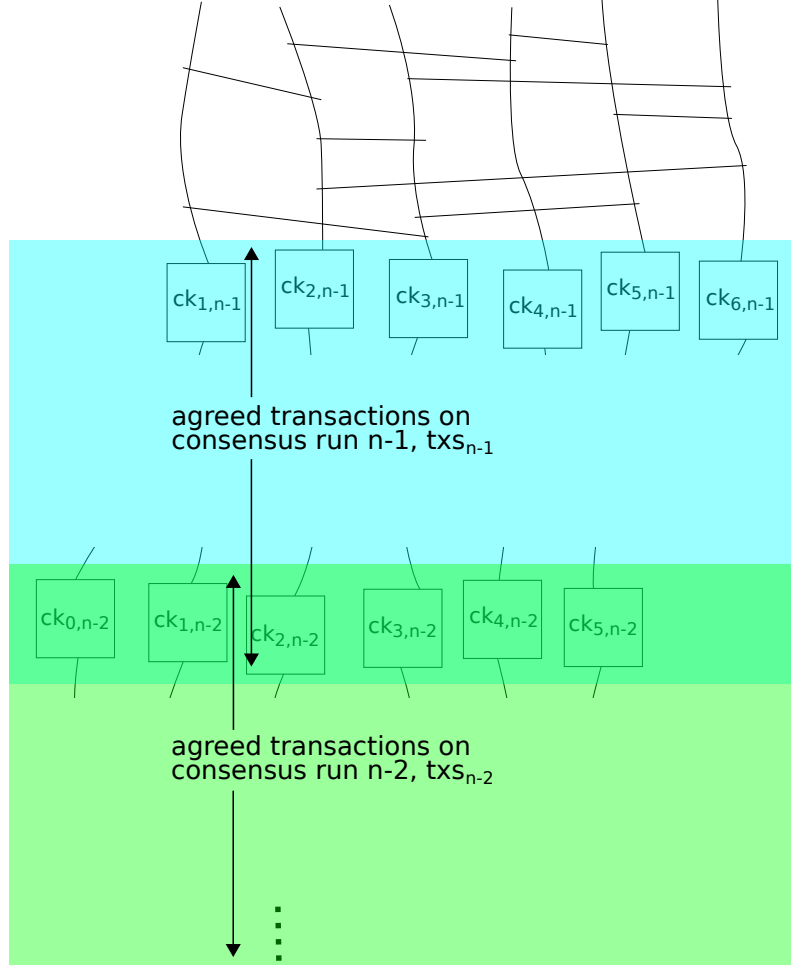 ck1,n-1 ck2,n-1 ck3,n-1 ck4,n-1 ck5,n-1 ck6,n-1
agreed transactions on
consensus run n-1, txsn-1
ck0,n-2 ck1,n-2 ck2,n-2 ck3,n-2 ck4,n-2 ck5,n-2
agreed transactions on
consensus run n-2, txsn-2